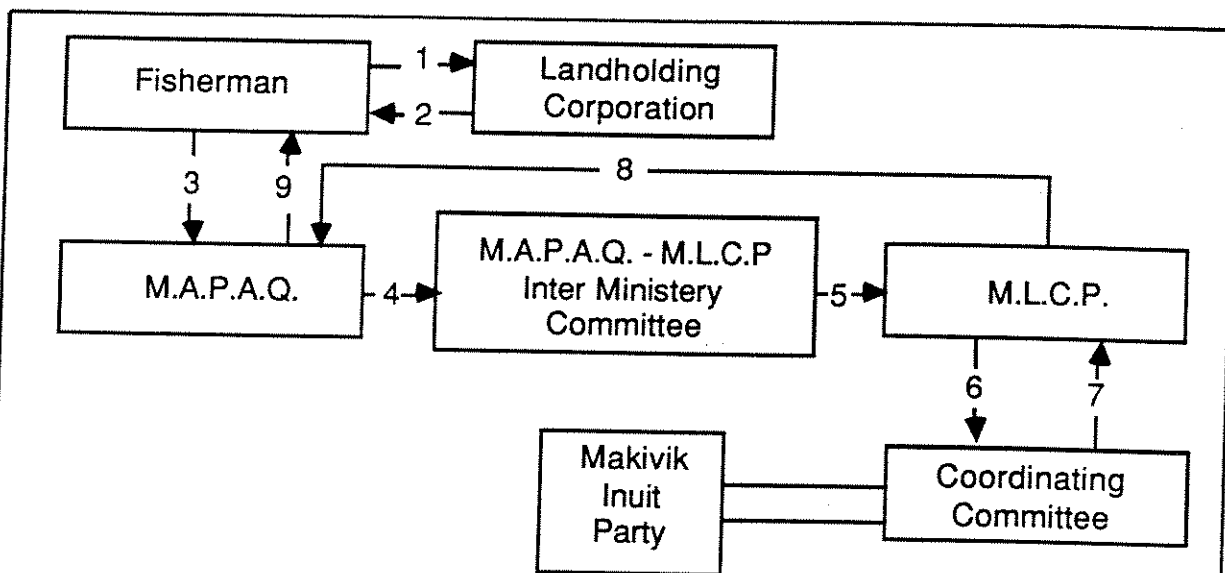 Fisherman
1
2
Landholding
Corporation
3
9
8
M.A.P.A.Q.
4
M.A.P.A.Q. - M.L.C.P
Inter Ministery
Committee
5
M.L.C.P.
6
7
Makivik
Inuit
Party
Coordinating
Committee